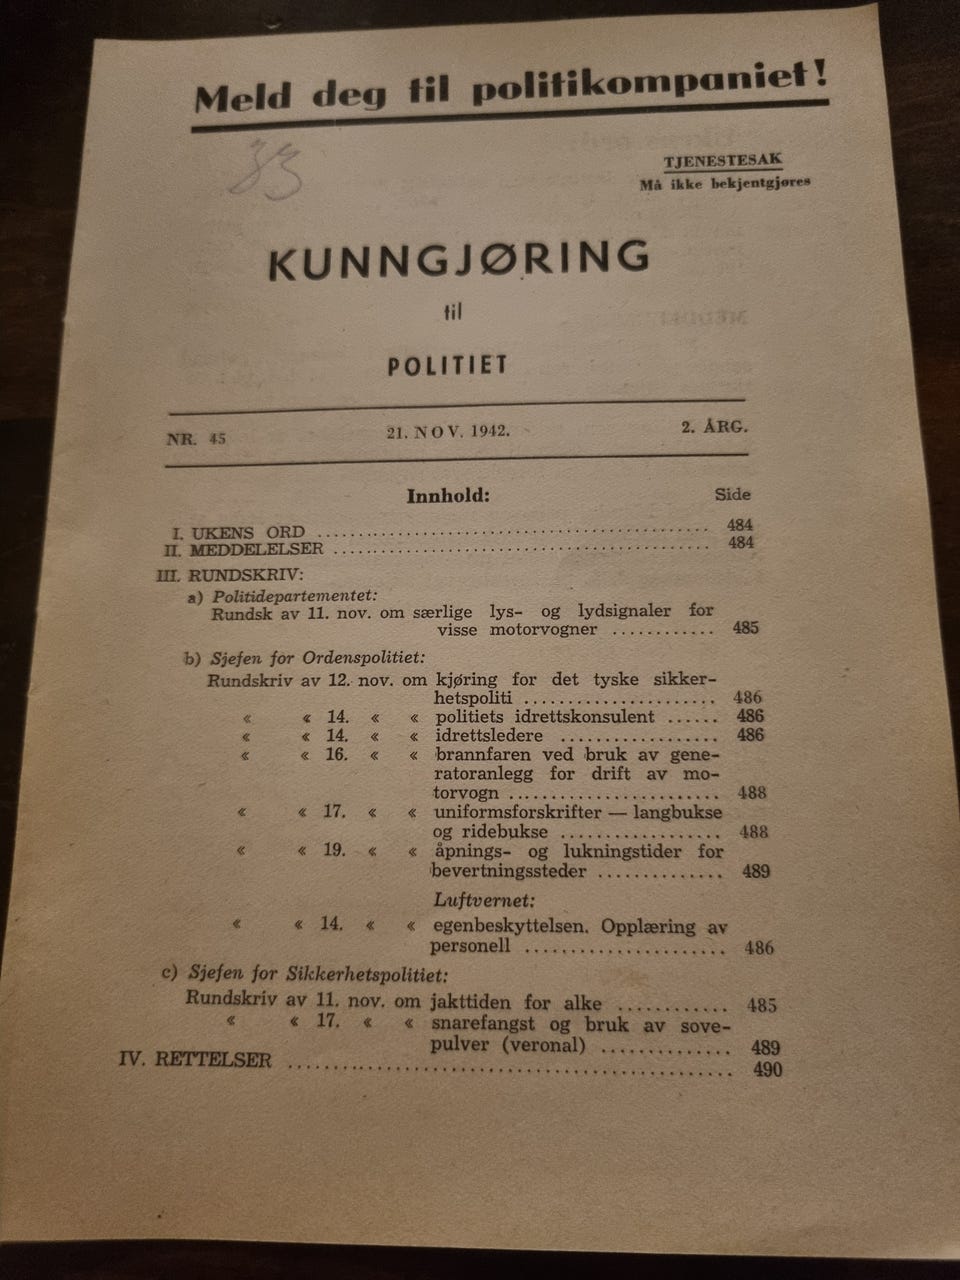 Meld deg til politikompaniet!
33
TJENESTESAK
Må ikke bekjentgjøres
KUNNGJØRING
til
POLITIET
NR. 45 21. NOV. 1942. 2. ÅRG.
Innhold: Side
I. UKENS ORD ........................................ 484
II. MEDDELELSER ........................................ 484
III. RUNDSKRIV:
a) Politidepartementet:
Rundsk av 11. nov. om særlige lys- og lydsignaler for
visse motorvogner ............ 485
b) Sjefen for Ordenspolitiet:
Rundskriv av 12. nov. om kjøring for det tyske sikker-
hetspoliti ...................... 486
« « 14. « « politiets idrettskonsulent ...... 486
« « 14. « « idrettsledere .................. 486
« « 16. « « brannfaren ved bruk av gene-
ratoranlegg for drift av mo-
torvogn ........................ 488
« « 17. « « uniformsforskrifter — langbukse
og ridebukse .................. 488
« « 19. « « åpnings- og lukningstider for
bevertningssteder .............. 489
Luftvernet:
« « 14. « « egenbeskyttelsen. Opplæring av
personell ...................... 486
c) Sjefen for Sikkerhetspolitiet:
Rundskriv av 11. nov. om jakttiden for alke ............ 485
« « 17. « « snarefangst og bruk av sove-
pulver (veronal) .............. 489
IV. RETTELSER ........................................ 490